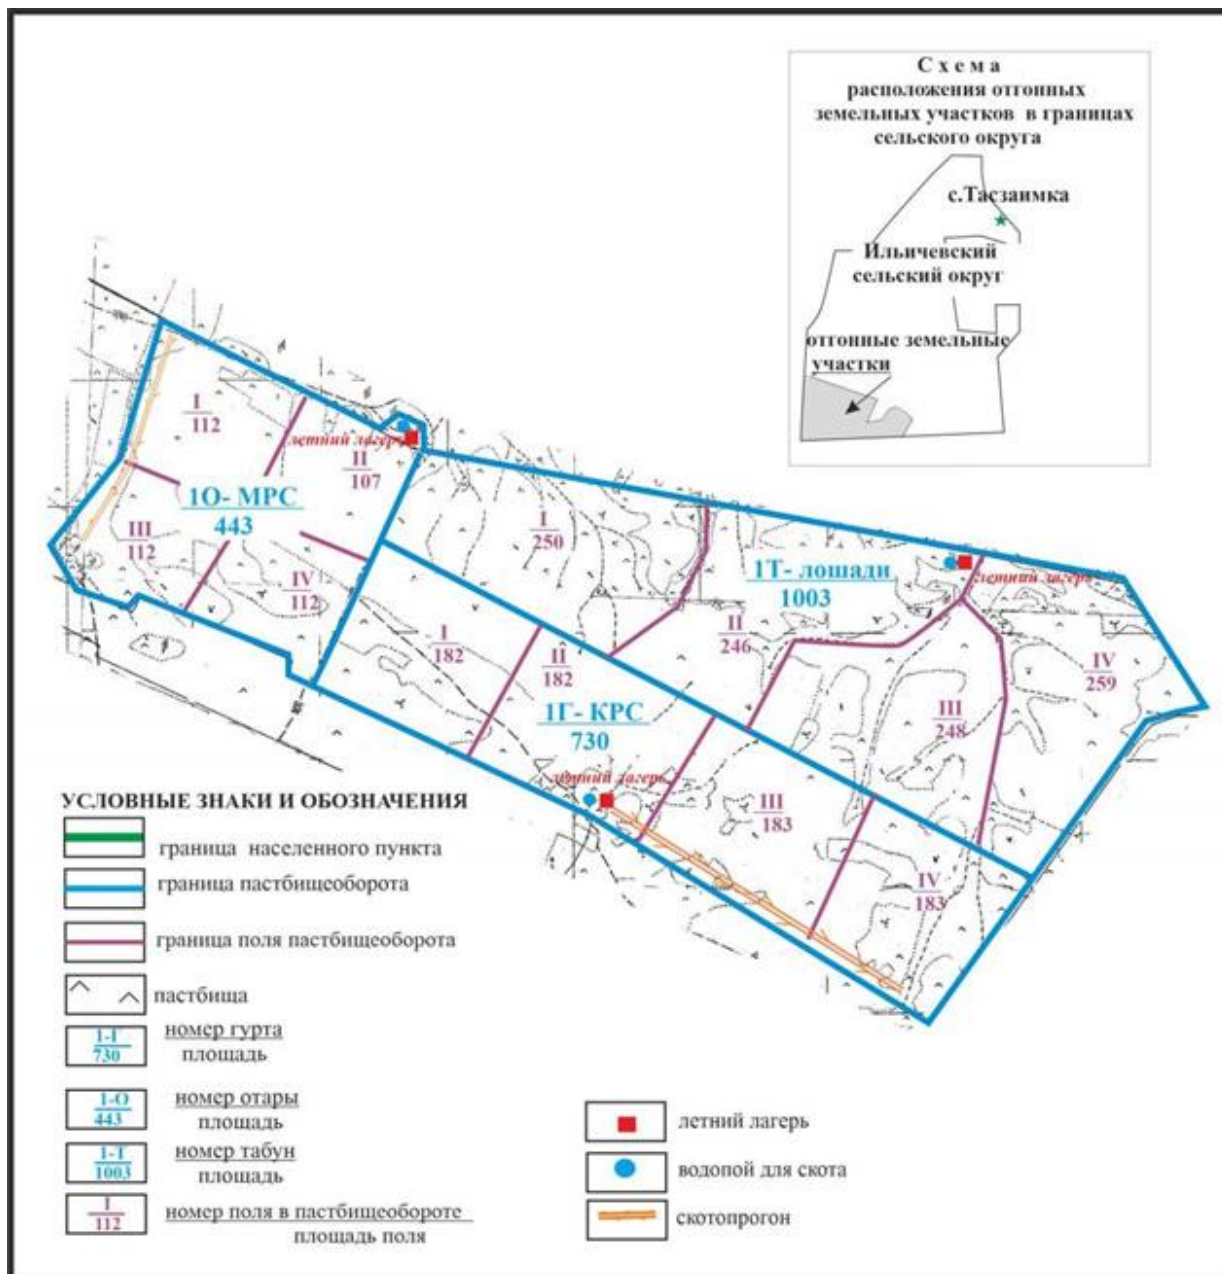 С х е м а
расположения отгонных
земельных участков в границах
сельского округа
с.Тасзаимка
Ильичевский
сельский округ
отгонные земельные
участки
I
112
летний лагерь
II
107
1О- МРС
443
III
112
IV
112
I
250
1Т- лошади
1003
летний лагерь
II
246
III
248
IV
259
I
182
II
182
1Г- КРС
730
летний лагерь
III
183
IV
183
УСЛОВНЫЕ ЗНАКИ И ОБОЗНАЧЕНИЯ
граница населенного пункта
граница пастбищеоборота
граница поля пастбищеоборота
пастбища
1-Г
730
номер гурта
площадь
1-О
443
номер отары
площадь
1-Т
1003
номер табун
площадь
I
112
номер поля в пастбищеобороте
площадь поля
летний лагерь
водопой для скота
скотопрогон